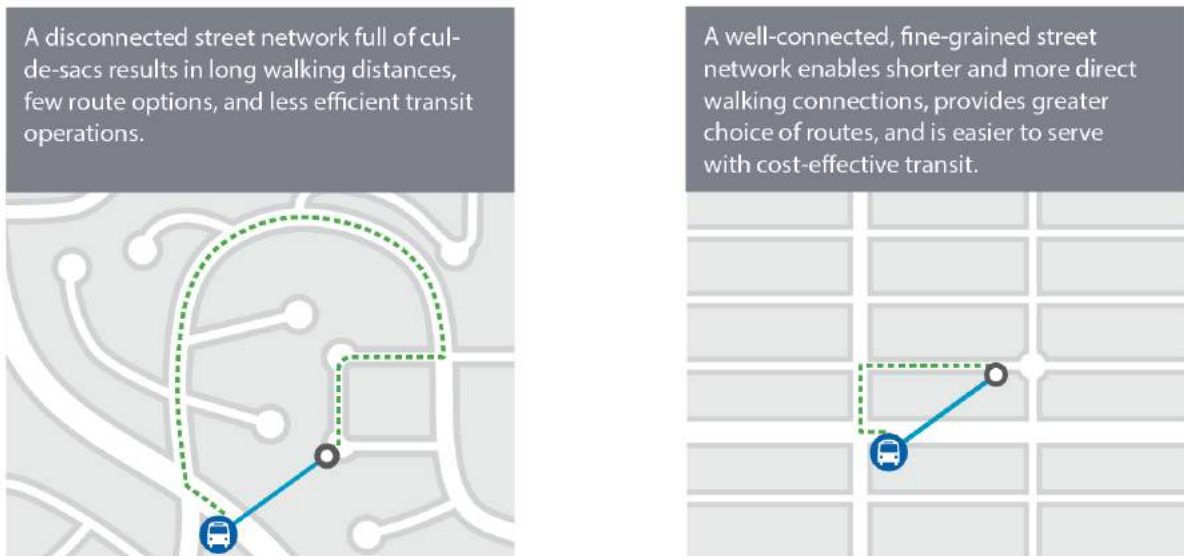 A disconnected street network full of cul-
de-sacs results in long walking distances,
few route options, and less efficient transit
operations.
A well-connected, fine-grained street
network enables shorter and more direct
walking connections, provides greater
choice of routes, and is easier to serve
with cost-effective transit.